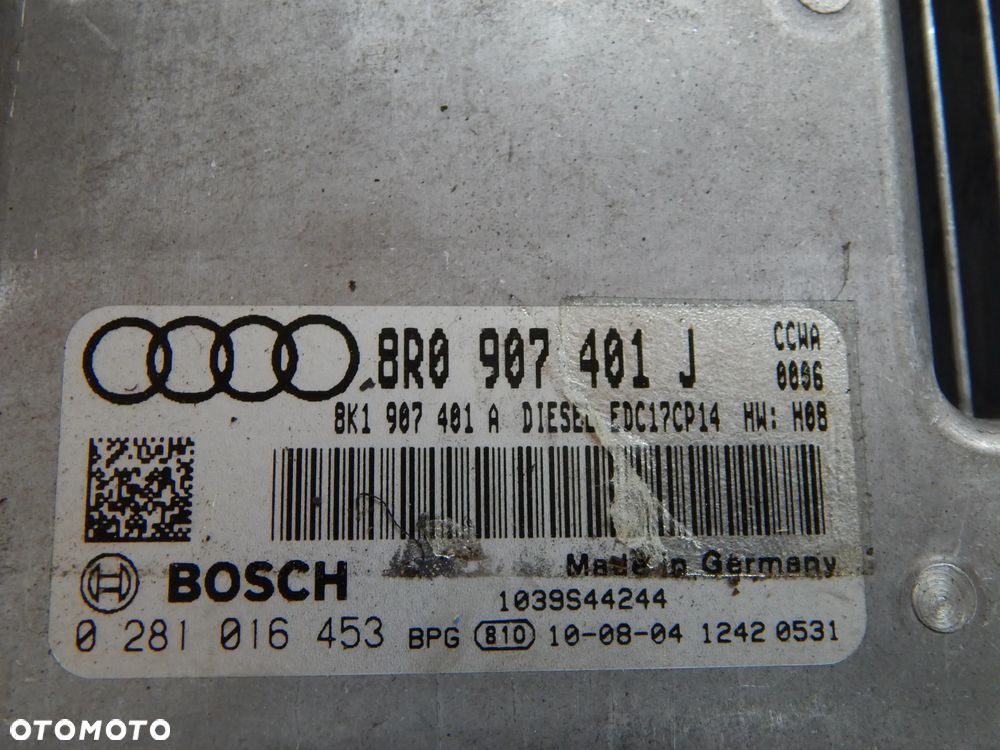 8R0 907 401 J
CCWA
0096
8K1 907 401 A DIESEL EDC17CP14 HW: H08
Made in Germany
BOSCH
1039S44244
0 281 016 453 BPG 810 10-08-04 1242 0531
OTOMOTO